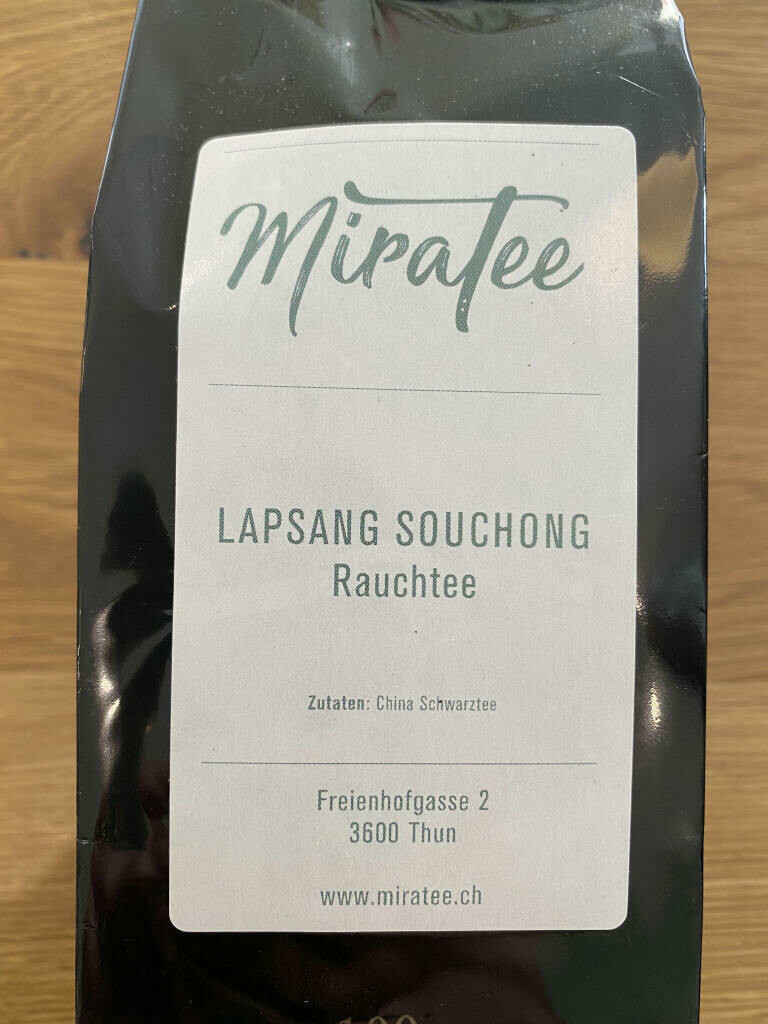 MiraTee
LAPSANG SOUCHONG
Rauchtee
Zutaten: China Schwarztee
Freienhofgasse 2
3600 Thun
www.miratee.ch